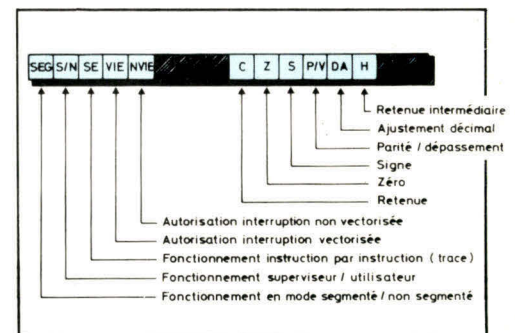 SEG S/N SE VIE NVIE C Z S P/V DA H
Retenue intermédiaire
Ajustement décimal
Parité / dépassement
Signe
Zéro
Retenue
Autorisation interruption non vectorisée
Autorisation interruption vectorisée
Fonctionnement instruction par instruction ( trace )
Fonctionnement superviseur / utilisateur
Fonctionnement en mode segmenté / non segmenté